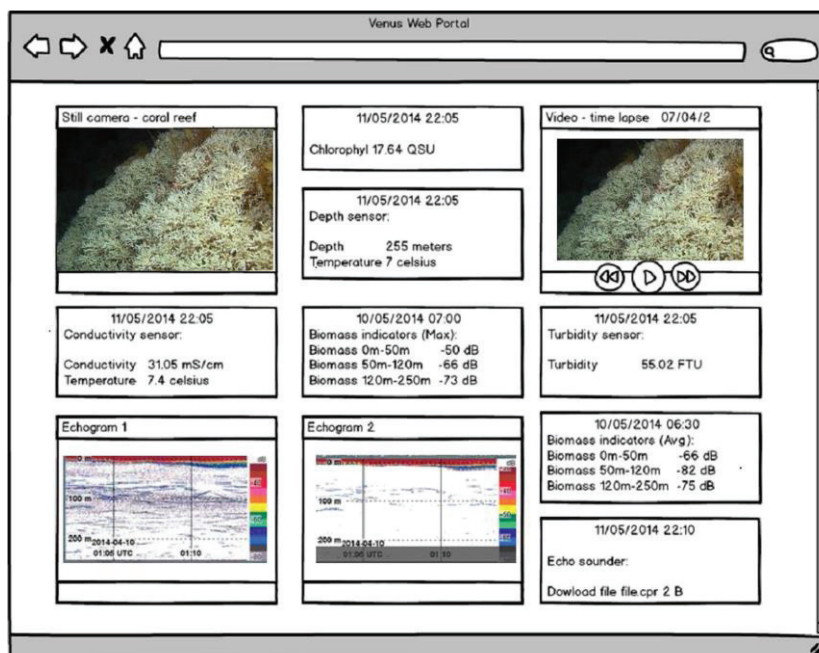 Venus Web Portal
Still camera - coral reef
11/05/2014 22:05
Chlorophyl 17.64 QSU
Video - time lapse 07/04/2
11/05/2014 22:05
Depth sensor:
Depth 255 meters
Temperature 7 celsius
11/05/2014 22:05
Conductivity sensor:
Conductivity 31.05 mS/cm
Temperature 7.4 celsius
10/05/2014 07:00
Biomass indicators (Max):
Biomass 0m-50m -50 dB
Biomass 50m-120m -66 dB
Biomass 120m-250m -73 dB
11/05/2014 22:05
Turbidity sensor:
Turbidity 55.02 FTU
Echogram 1
0 m
dB
100 m
200 m
2014-04-10
01:05 UTC 01:10
Echogram 2
0 m
dB
100 m
200 m
2014-04-10
01:05 UTC 01:10
10/05/2014 06:30
Biomass indicators (Avg):
Biomass 0m-50m -66 dB
Biomass 50m-120m -82 dB
Biomass 120m-250m -75 dB
11/05/2014 22:10
Echo sounder:
Dowload file file.cpr 2 B